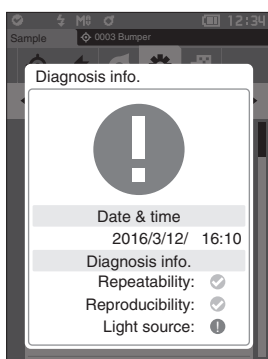 M 12:34
Sample 0003 Bumper
Diagnosis info.
Date & time
2016/3/12/ 16:10
Diagnosis info.
Repeatability:
Reproducibility:
Light source: